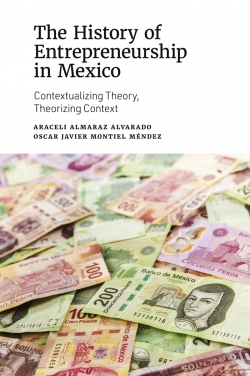 The History of
Entrepreneurship
in Mexico
Contextualizing Theory,
Theorizing Context
ARACELI ALMARAZ ALVARADO
OSCAR JAVIER MONTIEL MÉNDEZ
Banco de México
200
100